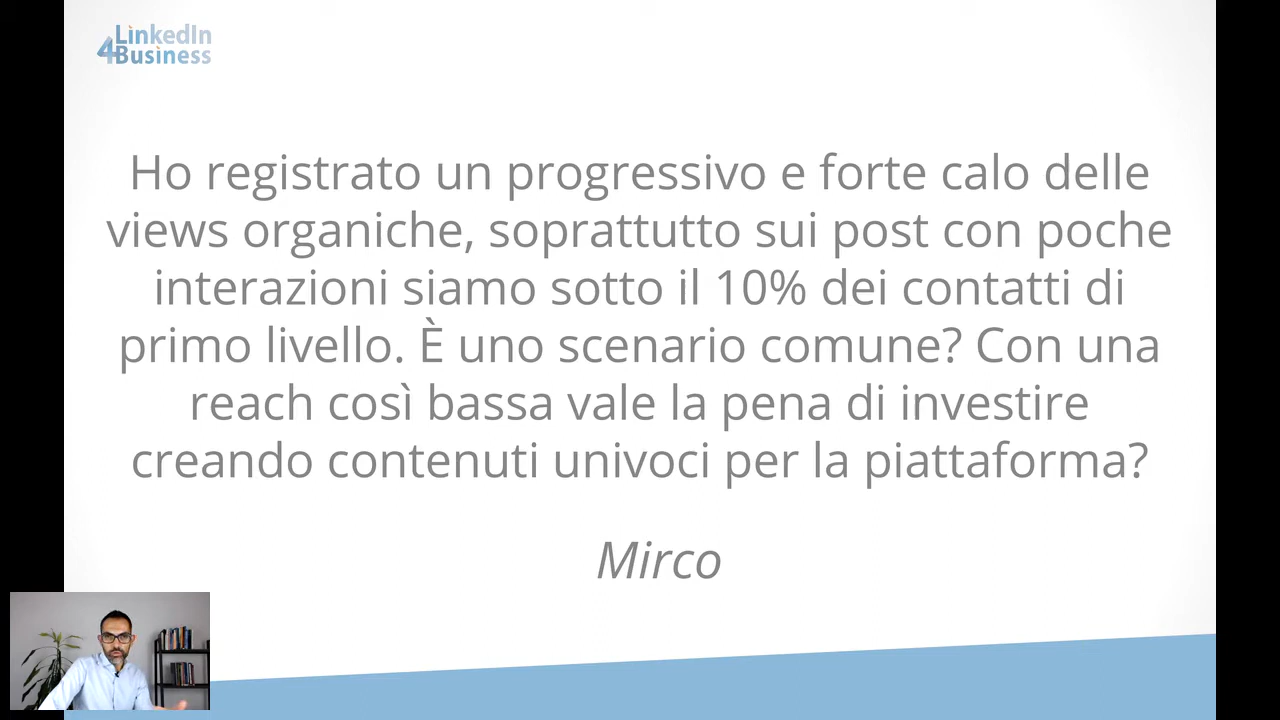 LinkedIn
4Business
Ho registrato un progressivo e forte calo delle
views organiche, soprattutto sui post con poche
interazioni siamo sotto il 10% dei contatti di
primo livello. È uno scenario comune? Con una
reach così bassa vale la pena di investire
creando contenuti univoci per la piattaforma?
Mirco